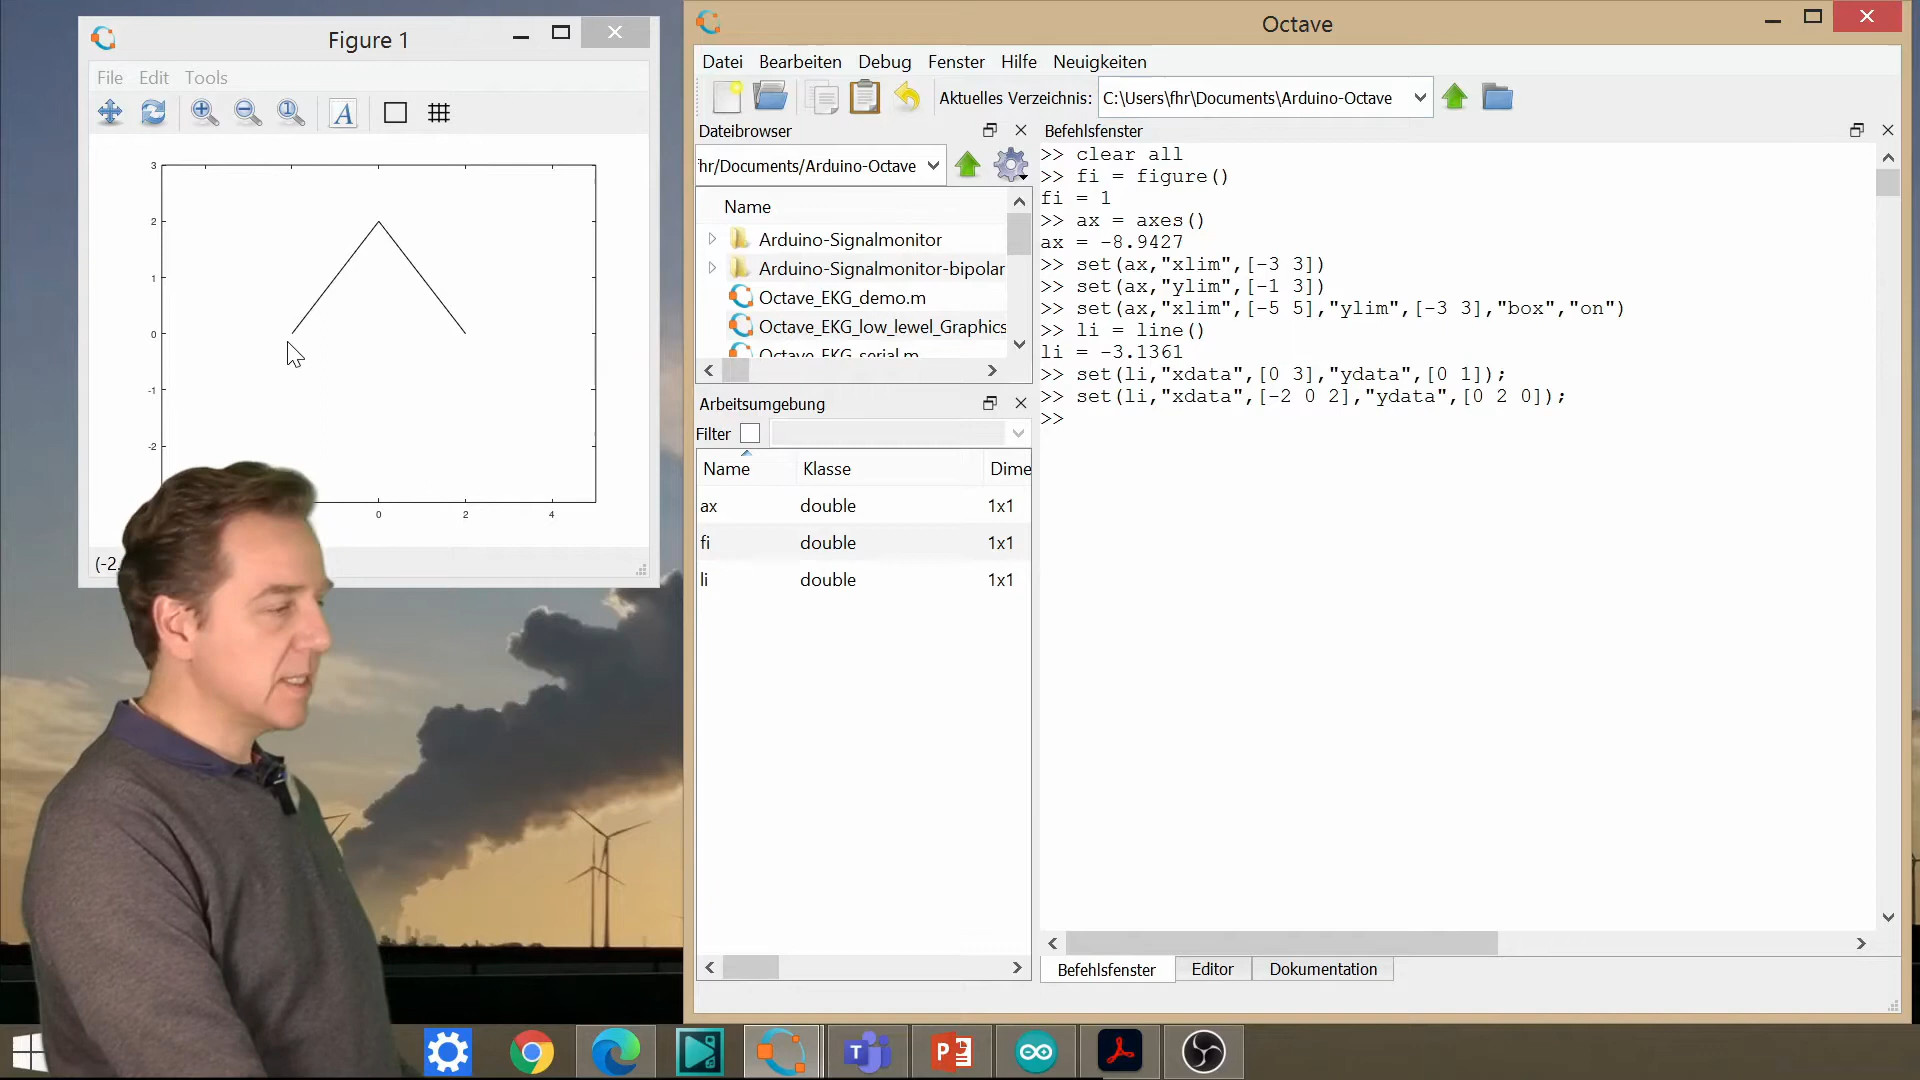 Figure 1
File Edit Tools
A
3
2
1
0
-1
-2
0 2 4
(-2.
Octave
Datei Bearbeiten Debug Fenster Hilfe Neuigkeiten
Aktuelles Verzeichnis: C:\Users\fhr\Documents\Arduino-Octave
Dateibrowser
hr/Documents/Arduino-Octave
Name
Arduino-Signalmonitor
Arduino-Signalmonitor-bipolar
Octave_EKG_demo.m
Octave_EKG_low_lewel_Graphics
Octave_EKG_serial.m
Arbeitsumgebung
Filter
Name Klasse Dime
ax double 1x1
fi double 1x1
li double 1x1
Befehlsfenster
>> clear all
>> fi = figure()
fi = 1
>> ax = axes()
ax = -8.9427
>> set(ax,"xlim",[-3 3])
>> set(ax,"ylim",[-1 3])
>> set(ax,"xlim",[-5 5],"ylim",[-3 3],"box","on")
>> li = line()
li = -3.1361
>> set(li,"xdata",[0 3],"ydata",[0 1]);
>> set(li,"xdata",[-2 0 2],"ydata",[0 2 0]);
>>
Befehlsfenster Editor Dokumentation